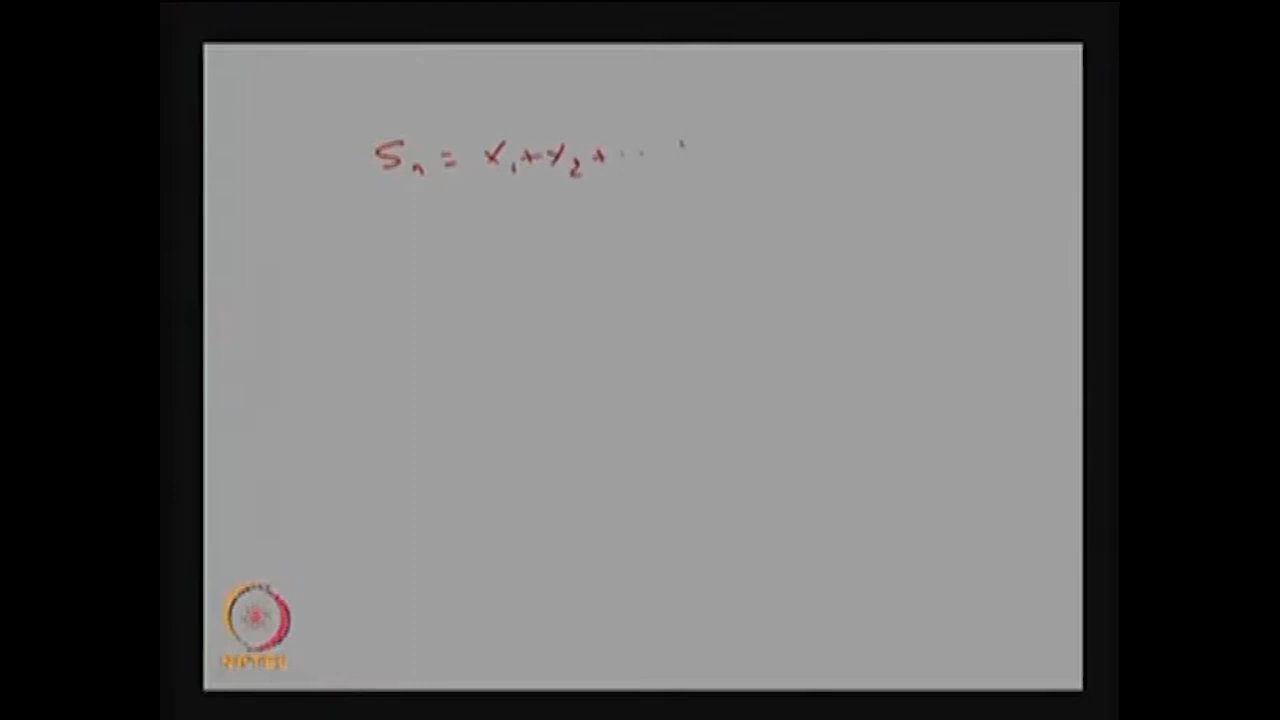 Sₙ = X₁ + X₂ + ...
NPTEL